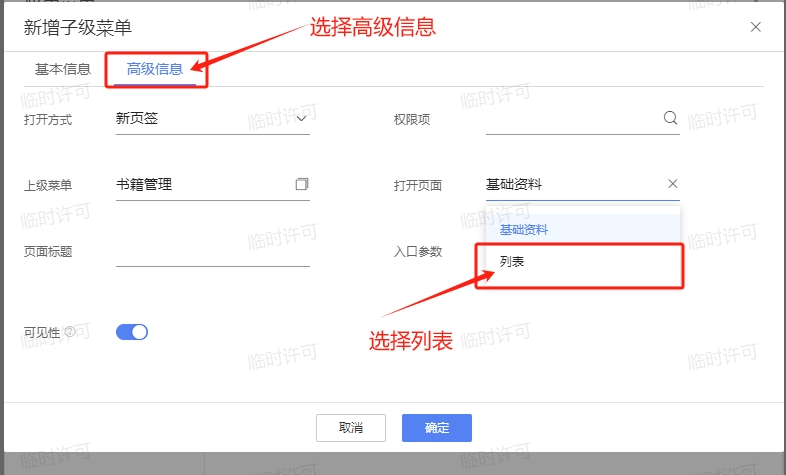 新增子级菜单
选择高级信息
基本信息
高级信息
打开方式
新页签
权限项
上级菜单
书籍管理
打开页面
基础资料
基础资料
页面标题
入口参数
列表
可见性
选择列表
取消
确定
临时许可
临时许可
临时许可
临时许可
临时许可
临时许可
临时许可
临时许可
临时许可
临时许可
临时许可
临时许可